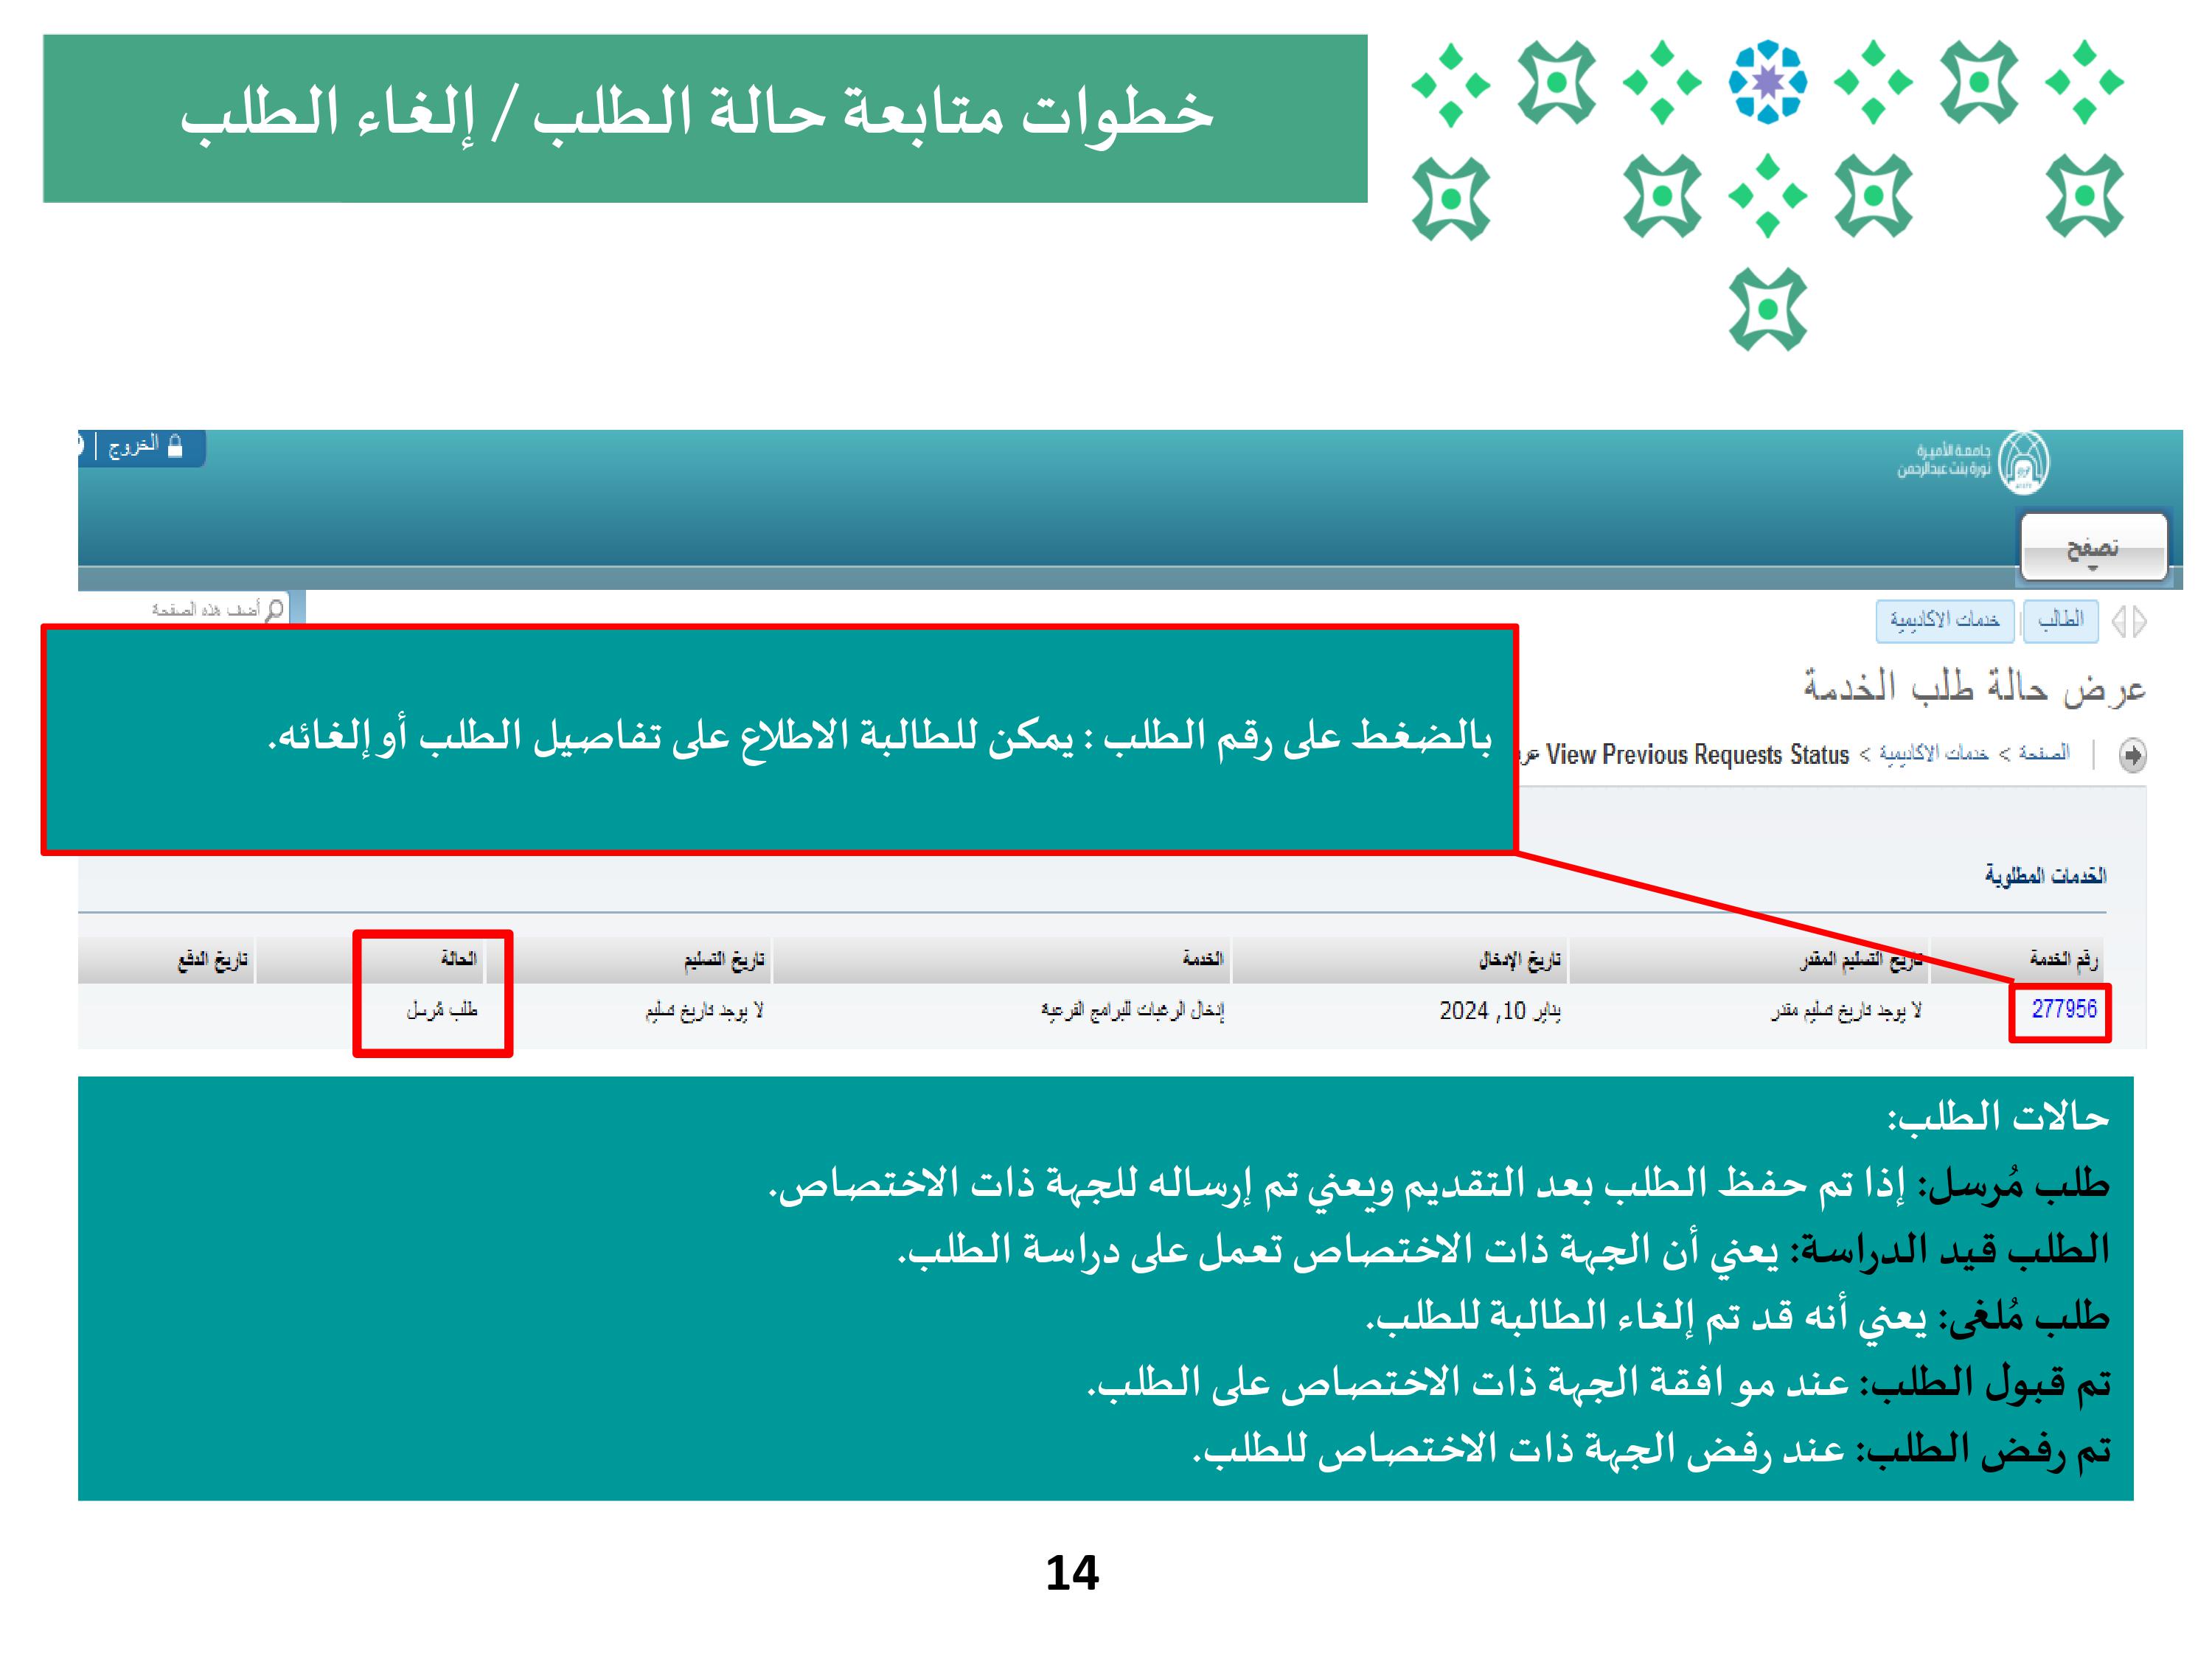 خطوات متابعة حالة الطلب / إلغاء الطلب
جامعة الأميرة
نورة بنت عبدالرحمن
الخروج
تصفح
الطالب | خدمات الاكاديمية
أضف هذه الصفحة
عرض حالة طلب الخدمة
الصفحة > خدمات الاكاديمية > View Previous Requests Status
بالضغط على رقم الطلب : يمكن للطالبة الاطلاع على تفاصيل الطلب أو إلغائه.
الخدمات المطلوبة
رقم الخدمة تاريخ التسليم المقدر تاريخ الإدخال الخدمة تاريخ التسليم الحالة تاريخ الدفع
277956 لا يوجد تاريخ تسليم مقدر يناير 10, 2024 إدخال الرغبات للبرامج الفرعية لا يوجد تاريخ تسليم طلب مُرسل
حالات الطلب:
طلب مُرسل: إذا تم حفظ الطلب بعد التقديم ويعني تم إرساله للجهة ذات الاختصاص.
الطلب قيد الدراسة: يعني أن الجهة ذات الاختصاص تعمل على دراسة الطلب.
طلب مُلغى: يعني أنه قد تم إلغاء الطالبة للطلب.
تم قبول الطلب: عند موافقة الجهة ذات الاختصاص على الطلب.
تم رفض الطلب: عند رفض الجهة ذات الاختصاص للطلب.
14